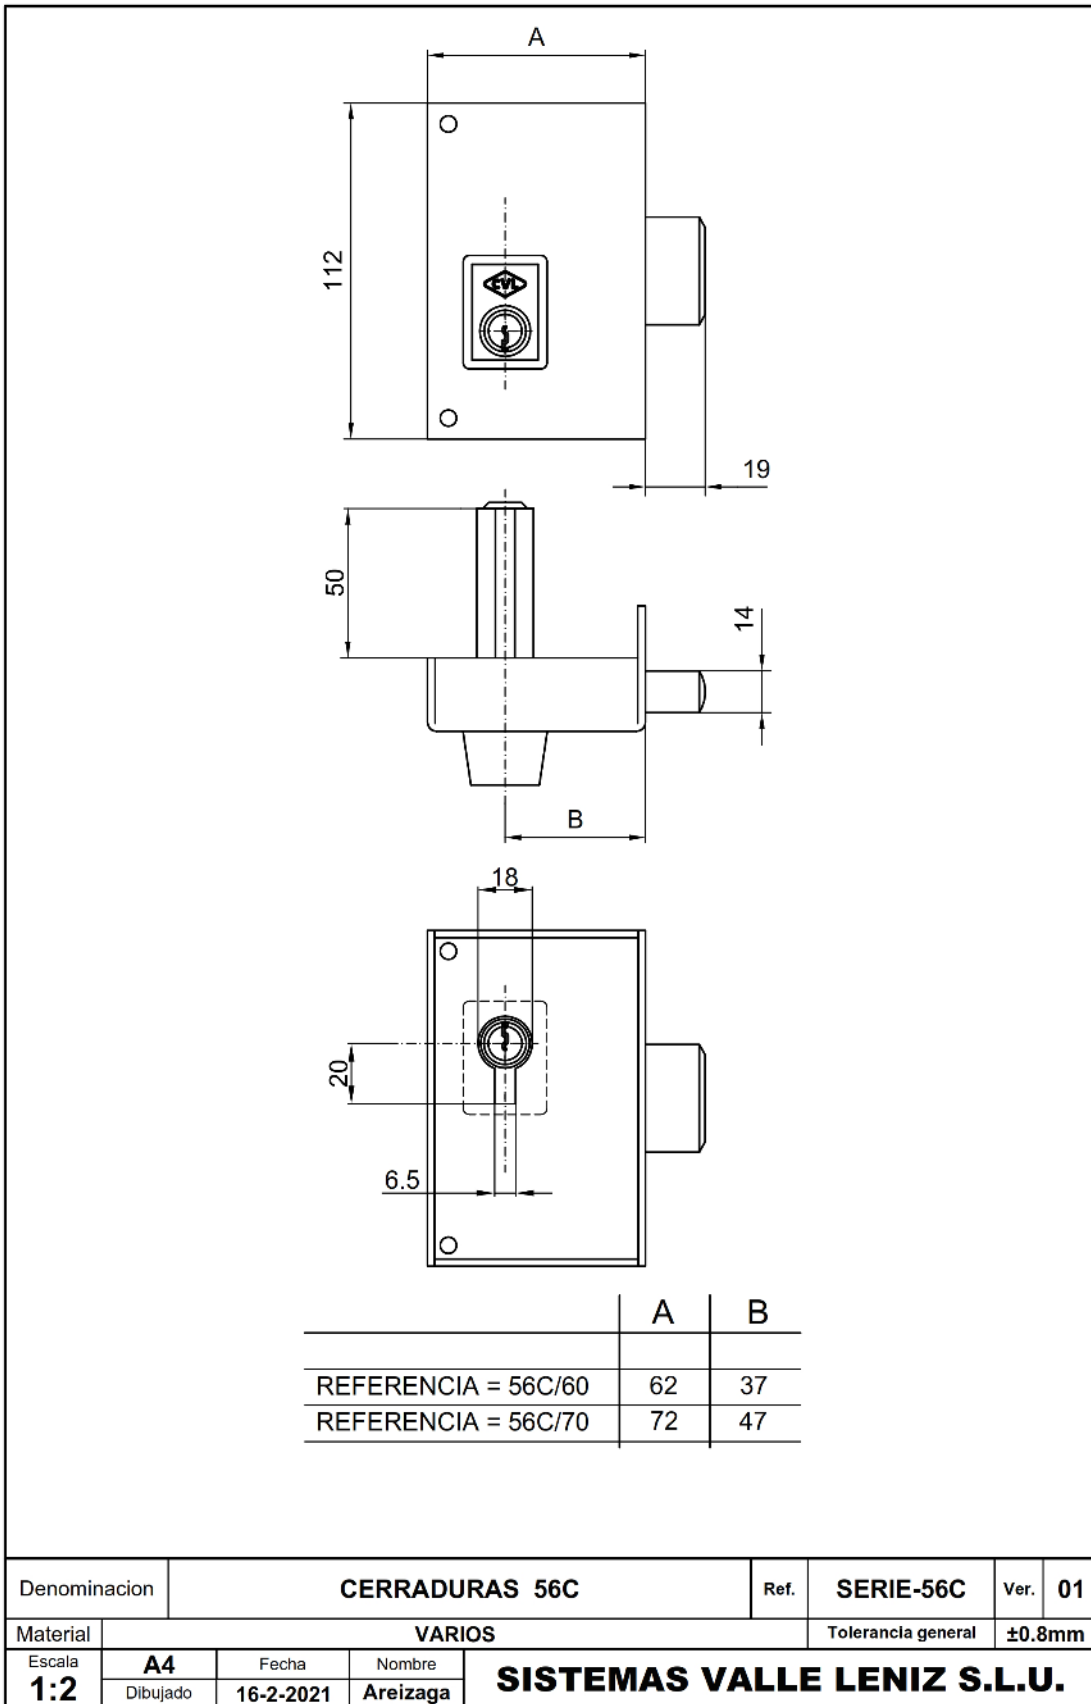 A
112
CVL
19
50
14
B
18
20
6.5
A B
REFERENCIA = 56C/60 62 37
REFERENCIA = 56C/70 72 47
Denominacion CERRADURAS 56C Ref. SERIE-56C Ver. 01
Material VARIOS Tolerancia general ±0.8mm
Escala A4 Fecha Nombre SISTEMAS VALLE LENIZ S.L.U.
1:2 Dibujado 16-2-2021 Areizaga